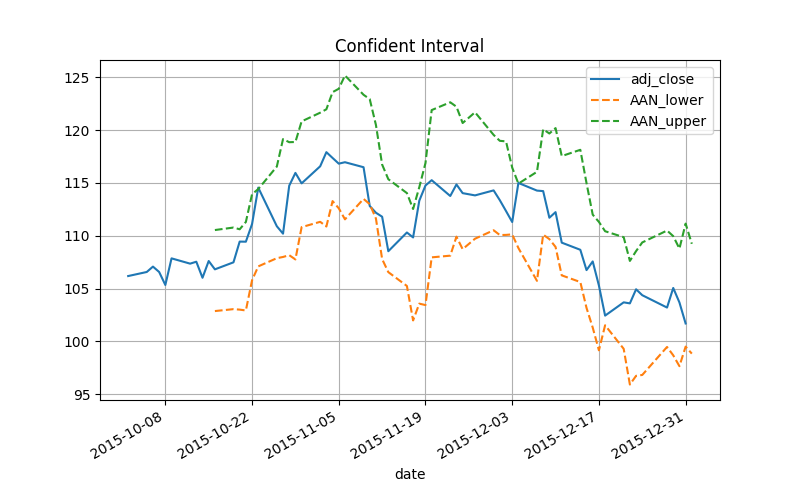 Confident Interval
adj_close
AAN_lower
AAN_upper
125
120
115
110
105
100
95
2015-10-08
2015-10-22
2015-11-05
2015-11-19
2015-12-03
2015-12-17
2015-12-31
date